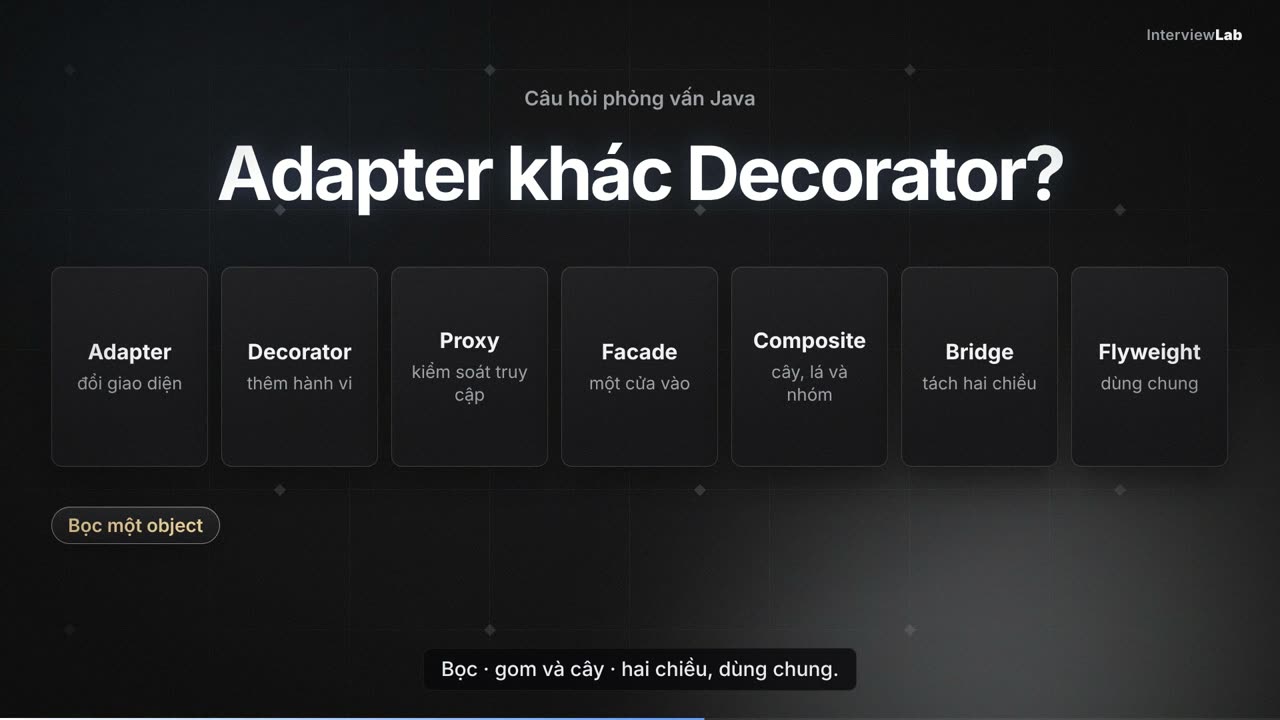 InterviewLab
Câu hỏi phỏng vấn Java
Adapter khác Decorator?
Adapter
đổi giao diện
Decorator
thêm hành vi
Proxy
kiểm soát truy
cập
Facade
một cửa vào
Composite
cây, lá và
nhóm
Bridge
tách hai chiều
Flyweight
dùng chung
Bọc một object
Bọc · gom và cây · hai chiều, dùng chung.